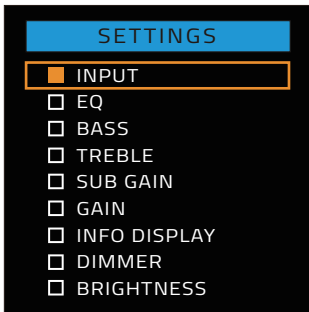 SETTINGS
INPUT
EQ
BASS
TREBLE
SUB GAIN
GAIN
INFO DISPLAY
DIMMER
BRIGHTNESS